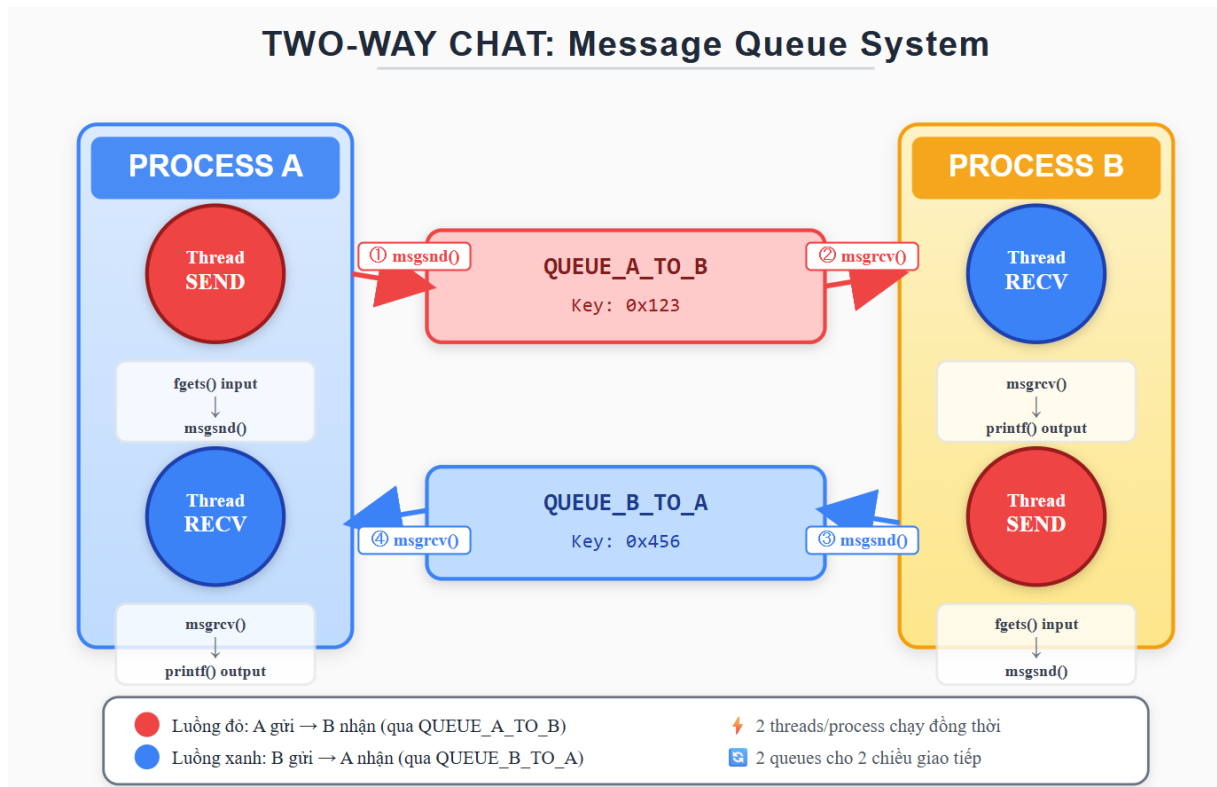 TWO-WAY CHAT: Message Queue System
PROCESS A
Thread
SEND
fgets() input
↓
msgsnd()
Thread
RECV
msgrcv()
↓
printf() output
① msgsnd()
QUEUE_A_TO_B
Key: 0x123
② msgrcv()
④ msgrcv()
QUEUE_B_TO_A
Key: 0x456
③ msgsnd()
PROCESS B
Thread
RECV
msgrcv()
↓
printf() output
Thread
SEND
fgets() input
↓
msgsnd()
Luồng đỏ: A gửi → B nhận (qua QUEUE_A_TO_B)
Luồng xanh: B gửi → A nhận (qua QUEUE_B_TO_A)
⚡ 2 threads/process chạy đồng thời
🔄 2 queues cho 2 chiều giao tiếp